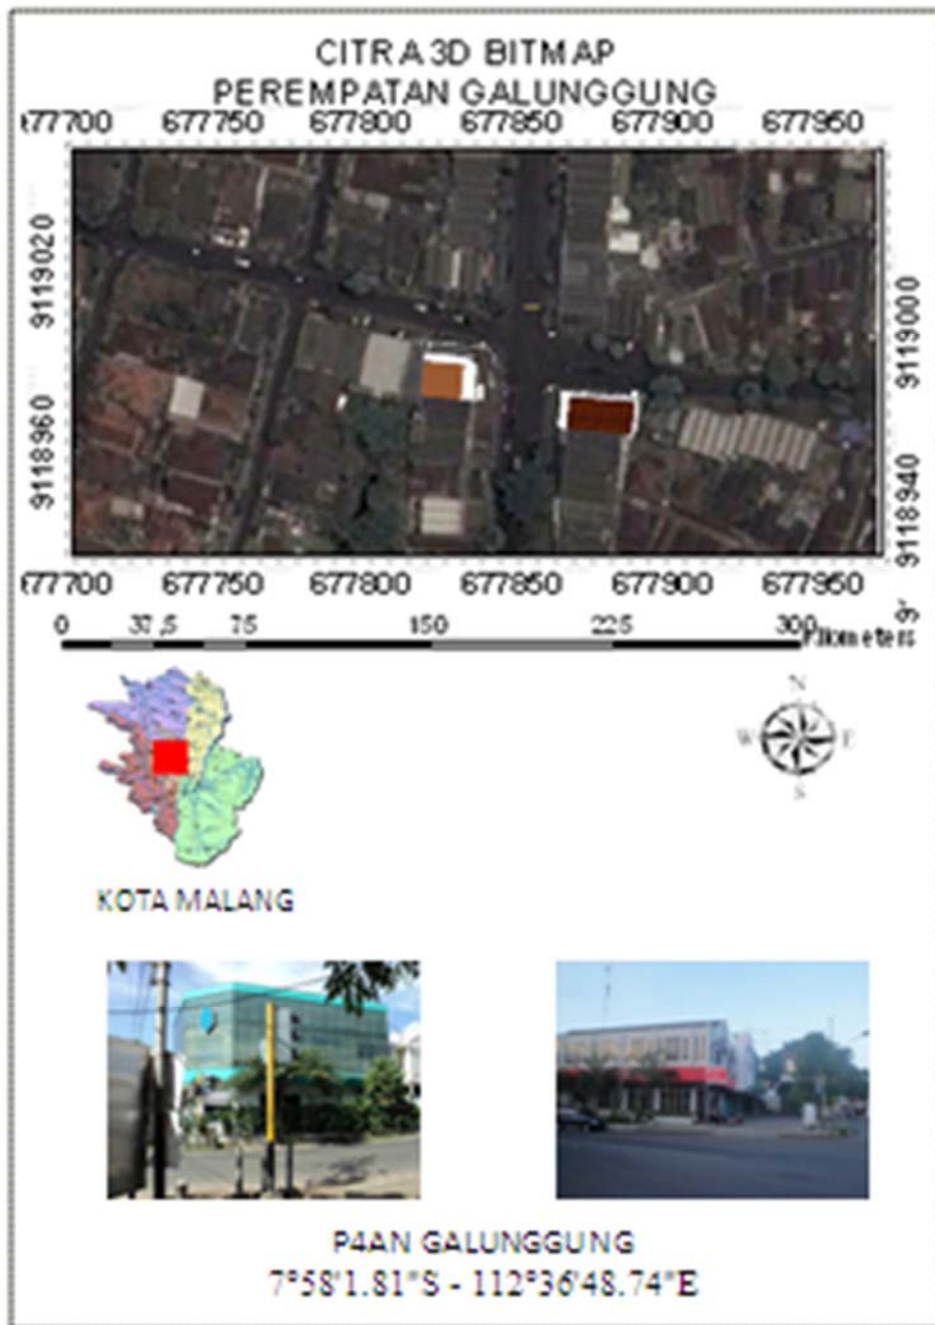 CITRA 3D BITMAP
PEREMPATAN GALUNGGUNG
677700 677750 677800 677850 677900 677950
9119020
9118960
9119000
9118940
677700 677750 677800 677850 677900 677950
0 37,5 75 150 225 300
Kilometers
N
W E
S
KOTA MALANG
P4AN GALUNGGUNG
7°58'1.81"S - 112°36'48.74"E